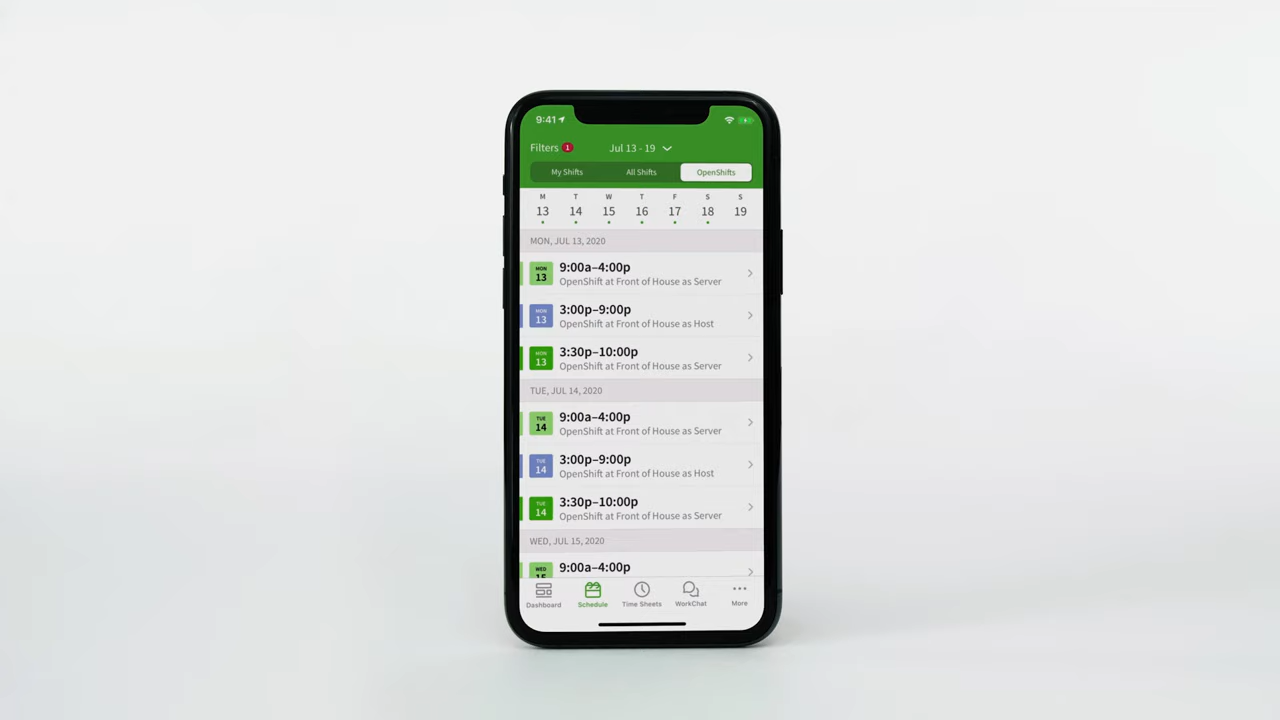 9:41
Filters 1
Jul 13 - 19
My Shifts All Shifts OpenShifts
M T W T F S S
13 14 15 16 17 18 19
MON, JUL 13, 2020
MON 13
9:00a–4:00p
OpenShift at Front of House as Server
MON 13
3:00p–9:00p
OpenShift at Front of House as Host
MON 13
3:30p–10:00p
OpenShift at Front of House as Server
TUE, JUL 14, 2020
TUE 14
9:00a–4:00p
OpenShift at Front of House as Server
TUE 14
3:00p–9:00p
OpenShift at Front of House as Host
TUE 14
3:30p–10:00p
OpenShift at Front of House as Server
WED, JUL 15, 2020
WED 15
9:00a–4:00p
Dashboard Schedule Time Sheets WorkChat More